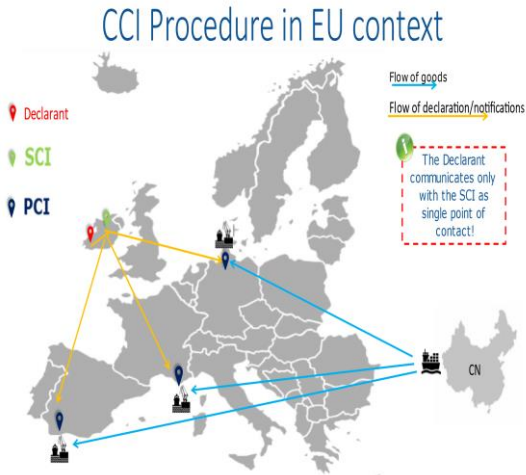 CCI Procedure in EU context
Declarant
SCI
PCI
Flow of goods
Flow of declaration/notifications
The Declarant
communicates only
with the SCI as
single point of
contact!
CN